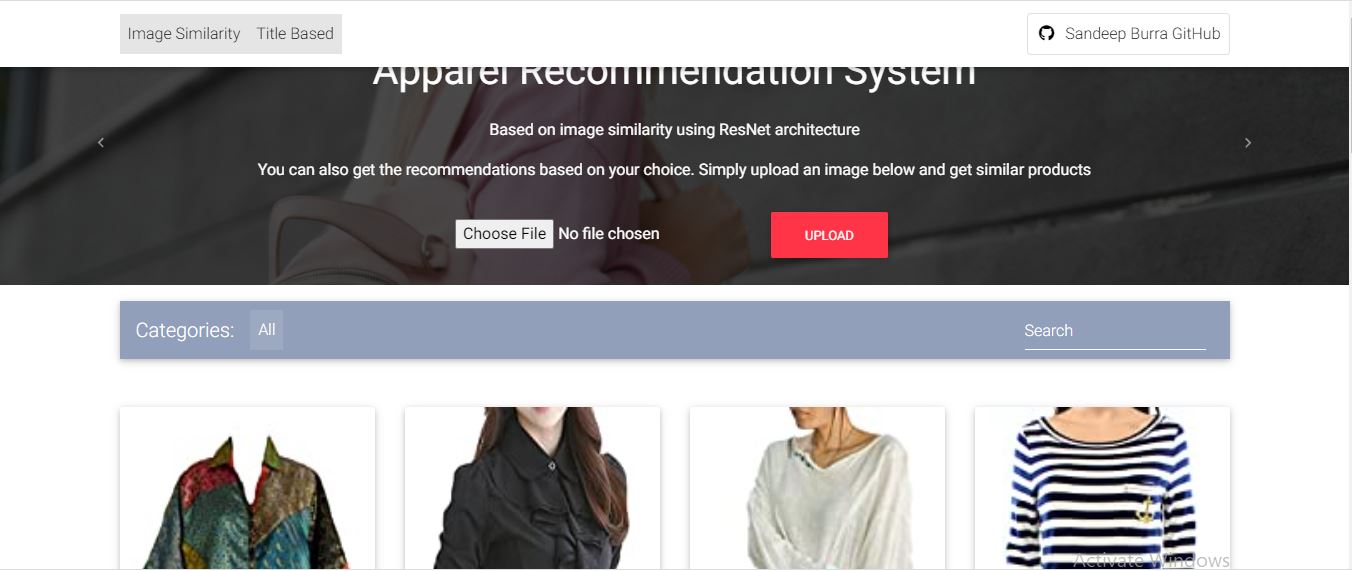 Image Similarity Title Based Sandeep Burra GitHub
Apparel Recommendation System
Based on image similarity using ResNet architecture
You can also get the recommendations based on your choice. Simply upload an image below and get similar products
Choose File No file chosen UPLOAD
Categories: All Search
Activate Windows